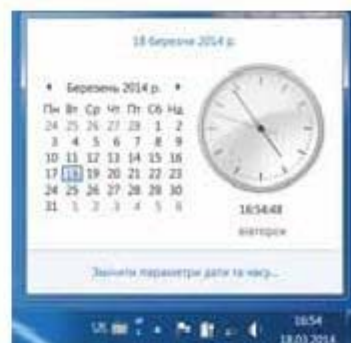 18 березня 2014 р.
Березень 2014 р.
Пн Вт Ср Чт Пт Сб Нд
24 25 26 27 28 1 2
3 4 5 6 7 8 9
10 11 12 13 14 15 16
17 18 19 20 21 22 23
24 25 26 27 28 29 30
31 1 2 3 4 5 6
16:54:48
вівторок
Змінити параметри дати та часу...
US
16:54
18.03.2014